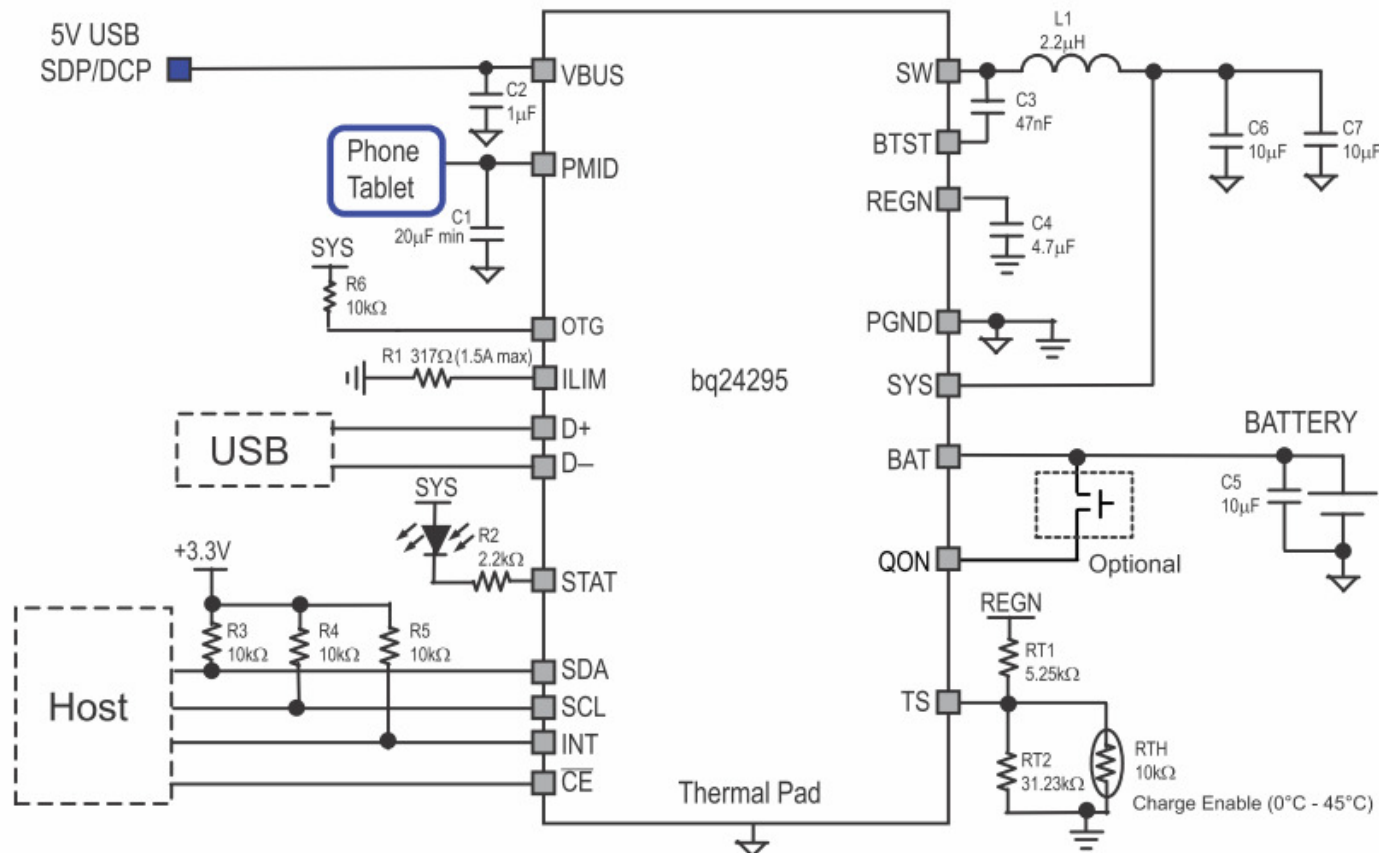 5V USB
SDP/DCP
VBUS
C2
1μF
Phone
Tablet
PMID
C1
20μF min
SYS
R6
10kΩ
OTG
R1 317Ω (1.5A max)
ILIM
USB
D+
D–
SYS
R2
2.2kΩ
STAT
+3.3V
R3
10kΩ
R4
10kΩ
R5
10kΩ
Host
SDA
SCL
INT
CE
bq24295
Thermal Pad
L1
2.2μH
SW
C3
47nF
BTST
C6
10μF
C7
10μF
REGN
C4
4.7μF
PGND
SYS
BATTERY
BAT
C5
10μF
QON
Optional
REGN
RT1
5.25kΩ
TS
RT2
31.23kΩ
RTH
10kΩ
Charge Enable (0°C - 45°C)